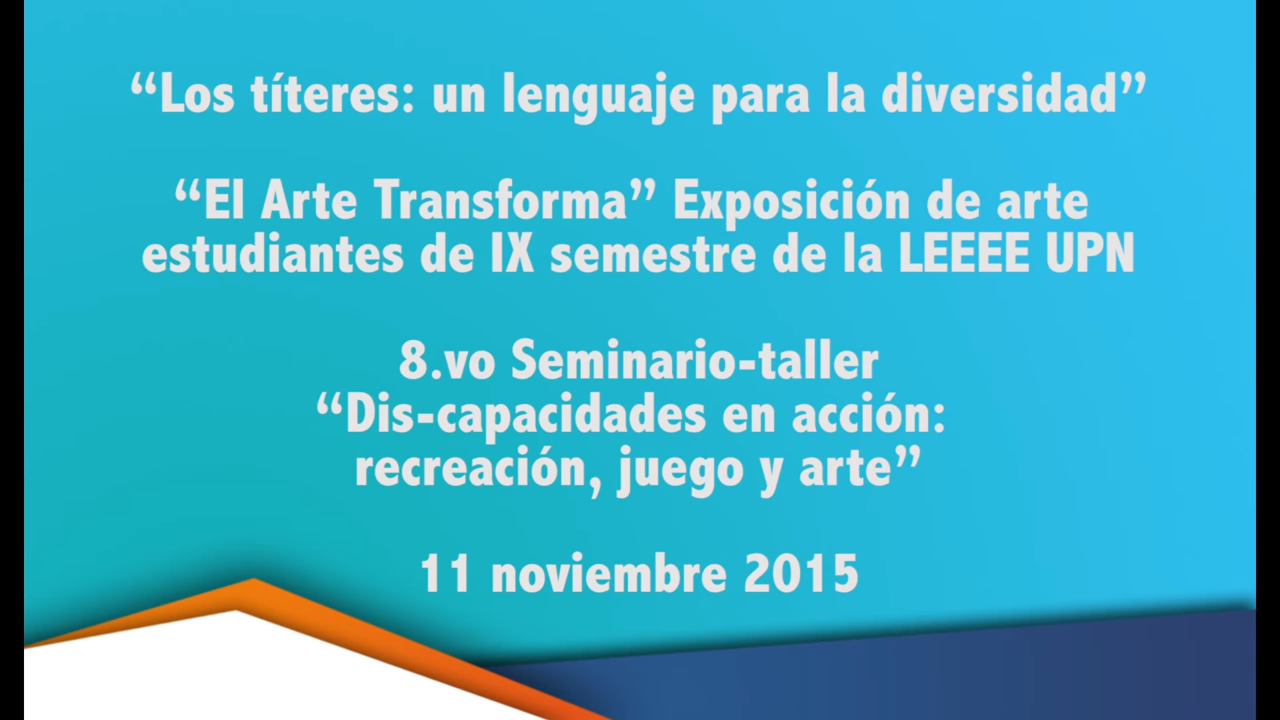 “Los títeres: un lenguaje para la diversidad”
“El Arte Transforma” Exposición de arte
estudiantes de IX semestre de la LEEEE UPN
8.vo Seminario-taller
“Dis-capacidades en acción:
recreación, juego y arte”
11 noviembre 2015